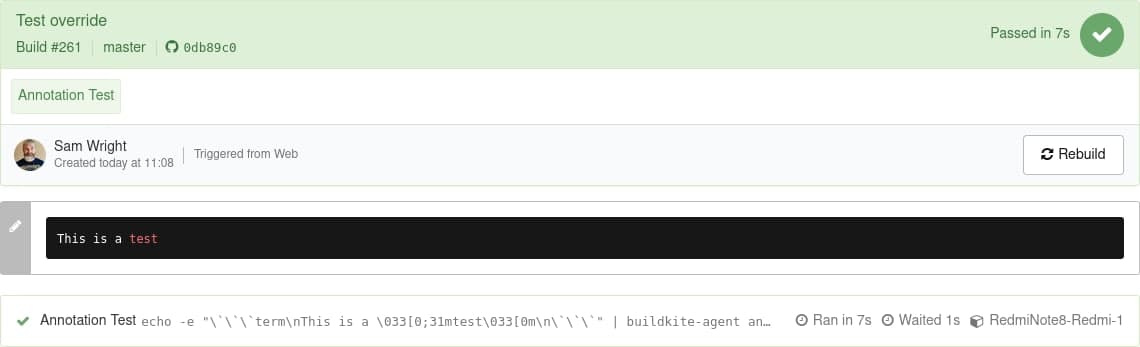 Test override
Build #261 master 0db89c0
Passed in 7s
Annotation Test
Sam Wright
Created today at 11:08
Triggered from Web
Rebuild
This is a test
Annotation Test echo -e "\`\`\`term\nThis is a \033[0;31mtest\033[0m\n\`\`\`" | buildkite-agent an… Ran in 7s Waited 1s RedmiNote8-Redmi-1